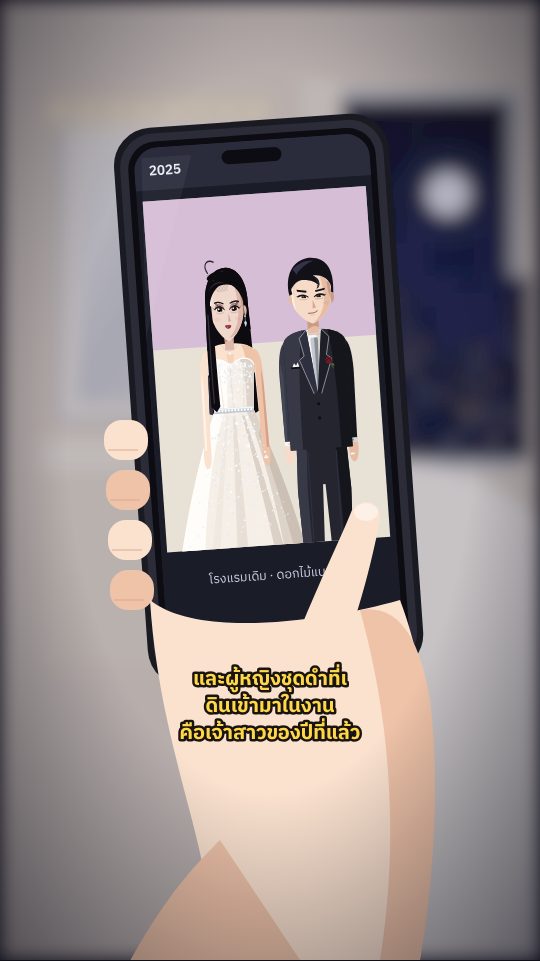 2025
โรงแรมเดิม · ดอกไม้แบ
และผู้หญิงชุดดำที่เ
ดินเข้ามาในงาน
คือเจ้าสาวของปีที่แล้ว